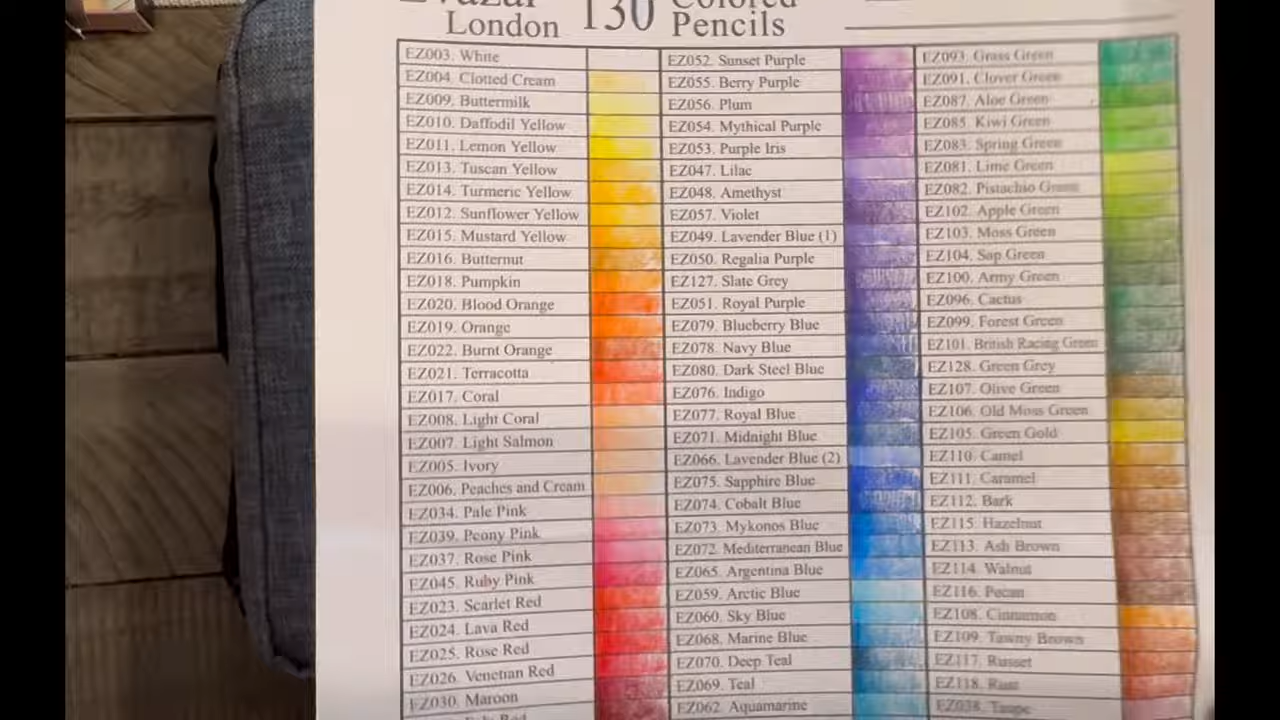 London 130 Colored
Pencils
EZ003. White
EZ004. Clotted Cream
EZ009. Buttermilk
EZ010. Daffodil Yellow
EZ011. Lemon Yellow
EZ013. Tuscan Yellow
EZ014. Turmeric Yellow
EZ012. Sunflower Yellow
EZ015. Mustard Yellow
EZ016. Butternut
EZ018. Pumpkin
EZ020. Blood Orange
EZ019. Orange
EZ022. Burnt Orange
EZ021. Terracotta
EZ017. Coral
EZ008. Light Coral
EZ007. Light Salmon
EZ005. Ivory
EZ006. Peaches and Cream
EZ034. Pale Pink
EZ039. Peony Pink
EZ037. Rose Pink
EZ045. Ruby Pink
EZ023. Scarlet Red
EZ024. Lava Red
EZ025. Rose Red
EZ026. Venetian Red
EZ030. Maroon
EZ052. Sunset Purple
EZ055. Berry Purple
EZ056. Plum
EZ054. Mythical Purple
EZ053. Purple Iris
EZ047. Lilac
EZ048. Amethyst
EZ057. Violet
EZ049. Lavender Blue (1)
EZ050. Regalia Purple
EZ127. Slate Grey
EZ051. Royal Purple
EZ079. Blueberry Blue
EZ078. Navy Blue
EZ080. Dark Steel Blue
EZ076. Indigo
EZ077. Royal Blue
EZ071. Midnight Blue
EZ066. Lavender Blue (2)
EZ075. Sapphire Blue
EZ074. Cobalt Blue
EZ073. Mykonos Blue
EZ072. Mediterranean Blue
EZ065. Argentina Blue
EZ059. Arctic Blue
EZ060. Sky Blue
EZ068. Marine Blue
EZ070. Deep Teal
EZ069. Teal
EZ062. Aquamarine
EZ093. Grass Green
EZ091. Clover Green
EZ087. Aloe Green
EZ085. Kiwi Green
EZ083. Spring Green
EZ081. Lime Green
EZ082. Pistachio Green
EZ102. Apple Green
EZ103. Moss Green
EZ104. Sap Green
EZ100. Army Green
EZ096. Cactus
EZ099. Forest Green
EZ101. British Racing Green
EZ128. Green Grey
EZ107. Olive Green
EZ106. Old Moss Green
EZ105. Green Gold
EZ110. Camel
EZ111. Caramel
EZ112. Bark
EZ115. Hazelnut
EZ113. Ash Brown
EZ114. Walnut
EZ116. Pecan
EZ108. Cinnamon
EZ109. Tawny Brown
EZ117. Russet
EZ118. Rust
EZ038. Taupe